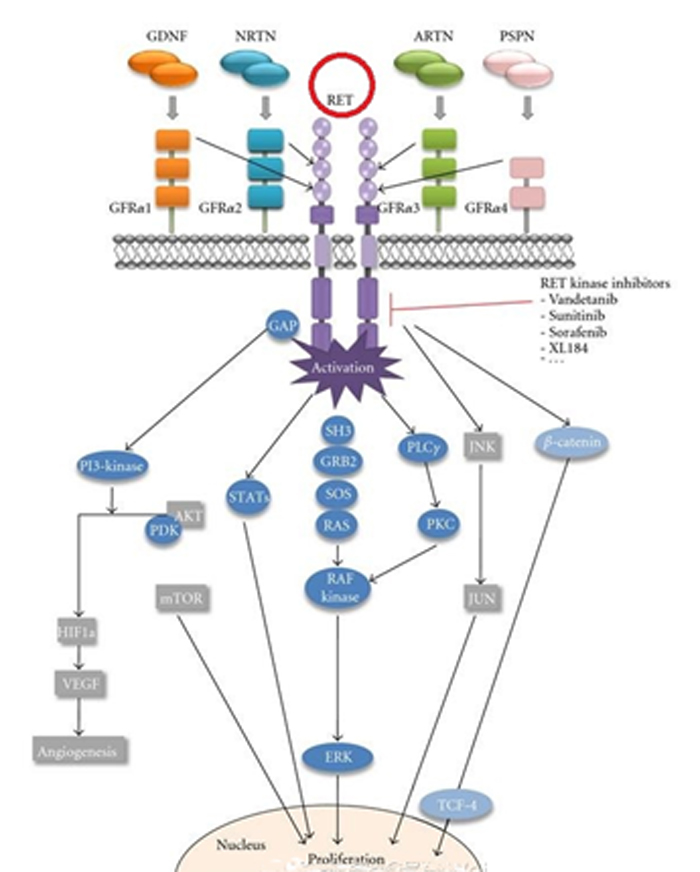 GDNF
NRTN
ARTN
PSPN
RET
GFRα1
GFRα2
GFRα3
GFRα4
RET kinase inhibitors
- Vandetanib
- Sunitinib
- Sorafenib
- XL184
- ...
GAP
Activation
SH3
GRB2
SOS
RAS
PLCγ
JNK
β-catenin
PI3-kinase
STATs
AKT
PDK
PKC
RAF
kinase
mTOR
JUN
HIF1a
VEGF
Angiogenesis
ERK
TCF-4
Nucleus
Proliferation